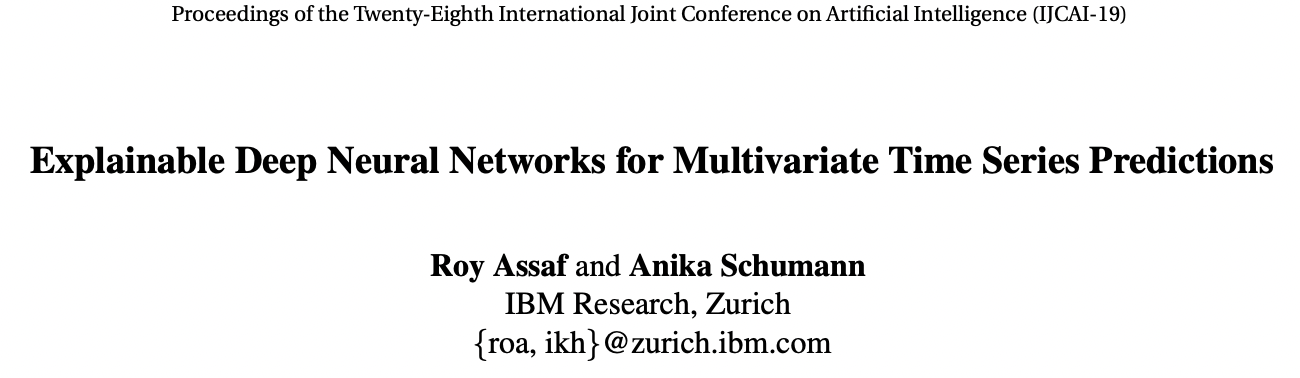 Proceedings of the Twenty-Eighth International Joint Conference on Artificial Intelligence (IJCAI-19)
Explainable Deep Neural Networks for Multivariate Time Series Predictions
Roy Assaf and Anika Schumann
IBM Research, Zurich
{roa, ikh}@zurich.ibm.com